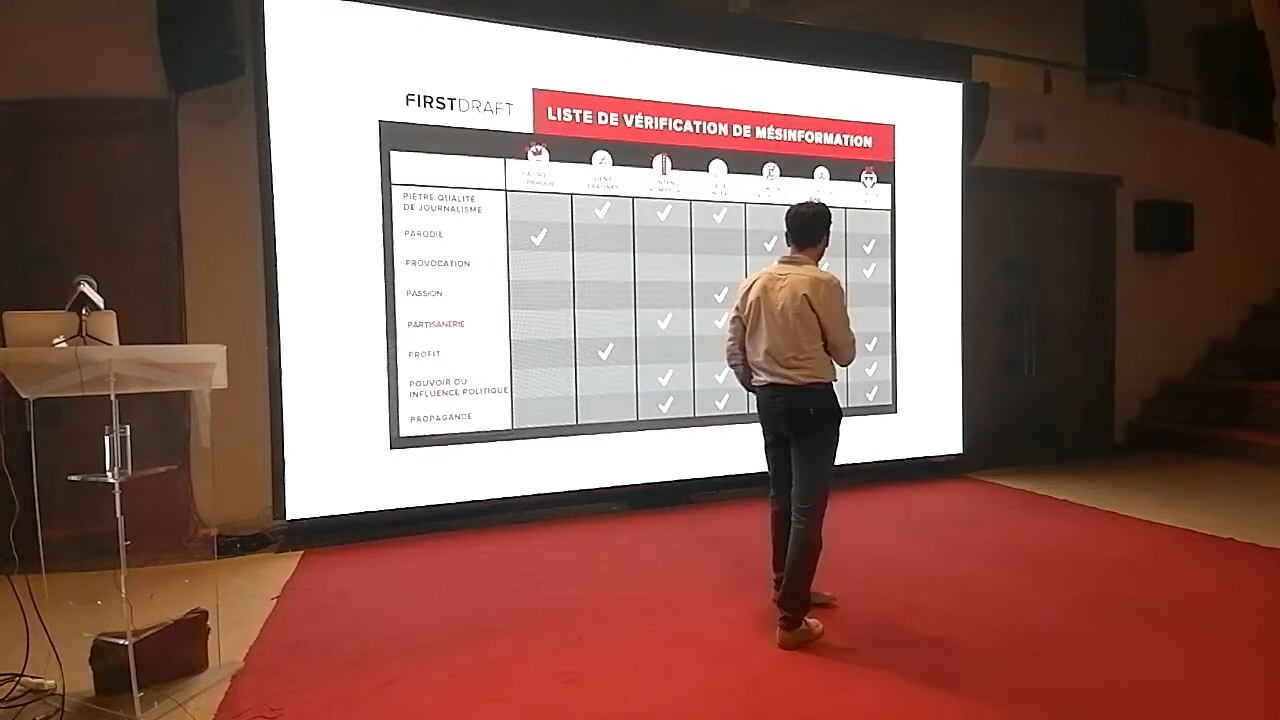 FIRSTDRAFT
LISTE DE VÉRIFICATION DE MÉSINFORMATION
PIÈTRE QUALITÉ
DE JOURNALISME
PARODIE
PROVOCATION
PASSION
PARTISANERIE
PROFIT
POUVOIR OU
INFLUENCE POLITIQUE
PROPAGANDE